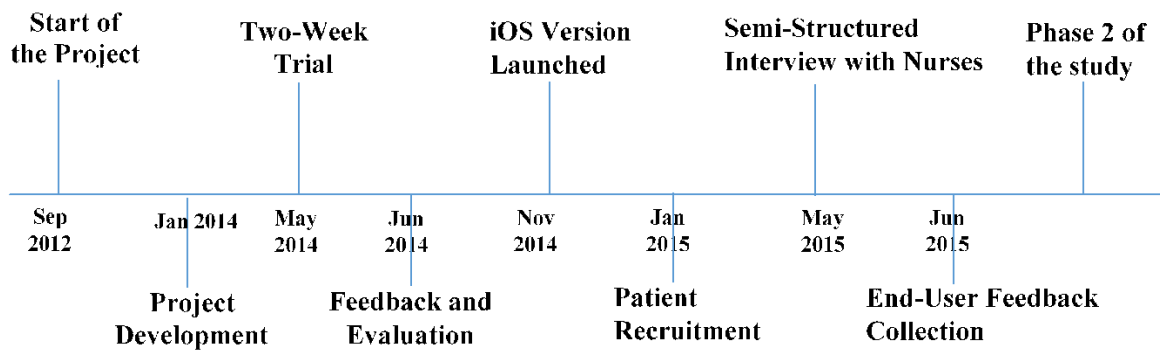 Start of
the Project
Two-Week
Trial
iOS Version
Launched
Semi-Structured
Interview with Nurses
Phase 2 of
the study
Sep
2012
Jan 2014
May
2014
Jun
2014
Nov
2014
Jan
2015
May
2015
Jun
2015
Project
Development
Feedback and
Evaluation
Patient
Recruitment
End-User Feedback
Collection